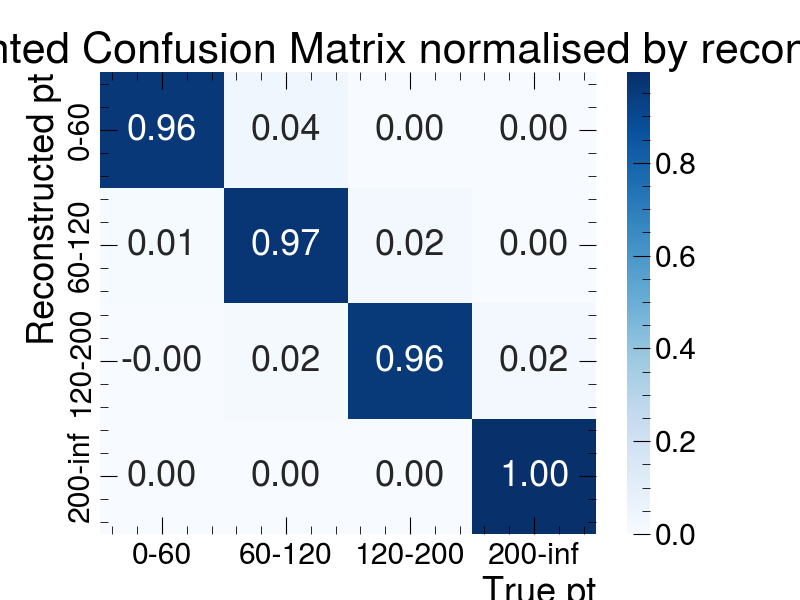 Confusion Matrix normalised by
Reconstructed pt
0-60
0.96 0.04 0.00 0.00
60-120
0.01 0.97 0.02 0.00
120-200
-0.00 0.02 0.96 0.02
200-inf
0.00 0.00 0.00 1.00
0-60 60-120 120-200 200-inf
True pt
0.8
0.6
0.4
0.2
0.0